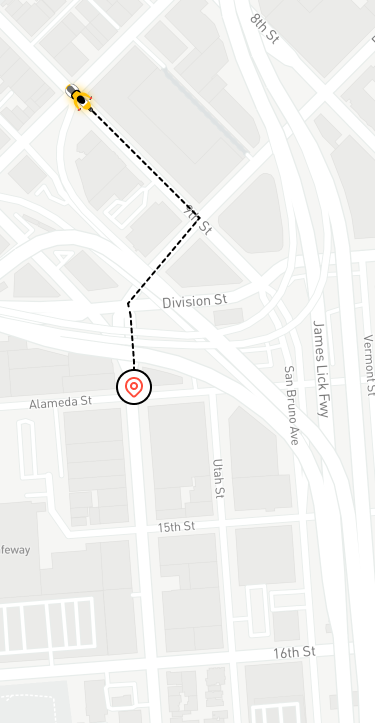 8th St
9th St
Division St
James Lick Fwy
Vermont St
San Bruno Ave
Alameda St
Utah St
15th St
feway
16th St